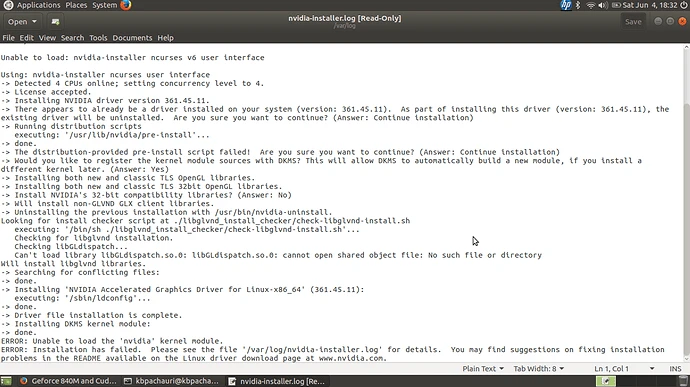 Applications Places System
Sat Jun 4, 18:32
Open
nvidia-installer.log [Read-Only]
/var/log
Save
File Edit View Search Tools Documents Help
Unable to load: nvidia-installer ncurses v6 user interface
Using: nvidia-installer ncurses user interface
-> Detected 4 CPUs online; setting concurrency level to 4.
-> License accepted.
-> Installing NVIDIA driver version 361.45.11.
-> There appears to already be a driver installed on your system (version: 361.45.11). As part of installing this driver (version: 361.45.11), the
existing driver will be uninstalled. Are you sure you want to continue? (Answer: Continue installation)
-> Running distribution scripts
executing: '/usr/lib/nvidia/pre-install'...
-> done.
-> The distribution-provided pre-install script failed! Are you sure you want to continue? (Answer: Continue installation)
-> Would you like to register the kernel module sources with DKMS? This will allow DKMS to automatically build a new module, if you install a
different kernel later. (Answer: Yes)
-> Installing both new and classic TLS OpenGL libraries.
-> Installing both new and classic TLS 32bit OpenGL libraries.
-> Install NVIDIA's 32-bit compatibility libraries? (Answer: No)
-> Will install non-GLVND GLX client libraries.
-> Uninstalling the previous installation with /usr/bin/nvidia-uninstall.
Looking for install checker script at ./libglvnd_install_checker/check-libglvnd-install.sh
executing: '/bin/sh ./libglvnd_install_checker/check-libglvnd-install.sh'...
Checking for libglvnd installation.
Checking libGLdispatch...
Can't load library libGLdispatch.so.0: libGLdispatch.so.0: cannot open shared object file: No such file or directory
Will install libglvnd libraries.
-> Searching for conflicting files:
-> done.
-> Installing 'NVIDIA Accelerated Graphics Driver for Linux-x86_64' (361.45.11):
executing: '/sbin/ldconfig'...
-> done.
-> Driver file installation is complete.
-> Installing DKMS kernel module:
-> done.
ERROR: Unable to load the 'nvidia' kernel module.
ERROR: Installation has failed. Please see the file '/var/log/nvidia-installer.log' for details. You may find suggestions on fixing installation
problems in the README available on the Linux driver download page at www.nvidia.com.
Plain Text Tab Width: 8 Ln 1, Col 1 INS
Geforce 840M and Cud...
kbpachauri@kbpacha...
nvidia-installer.log [Re...